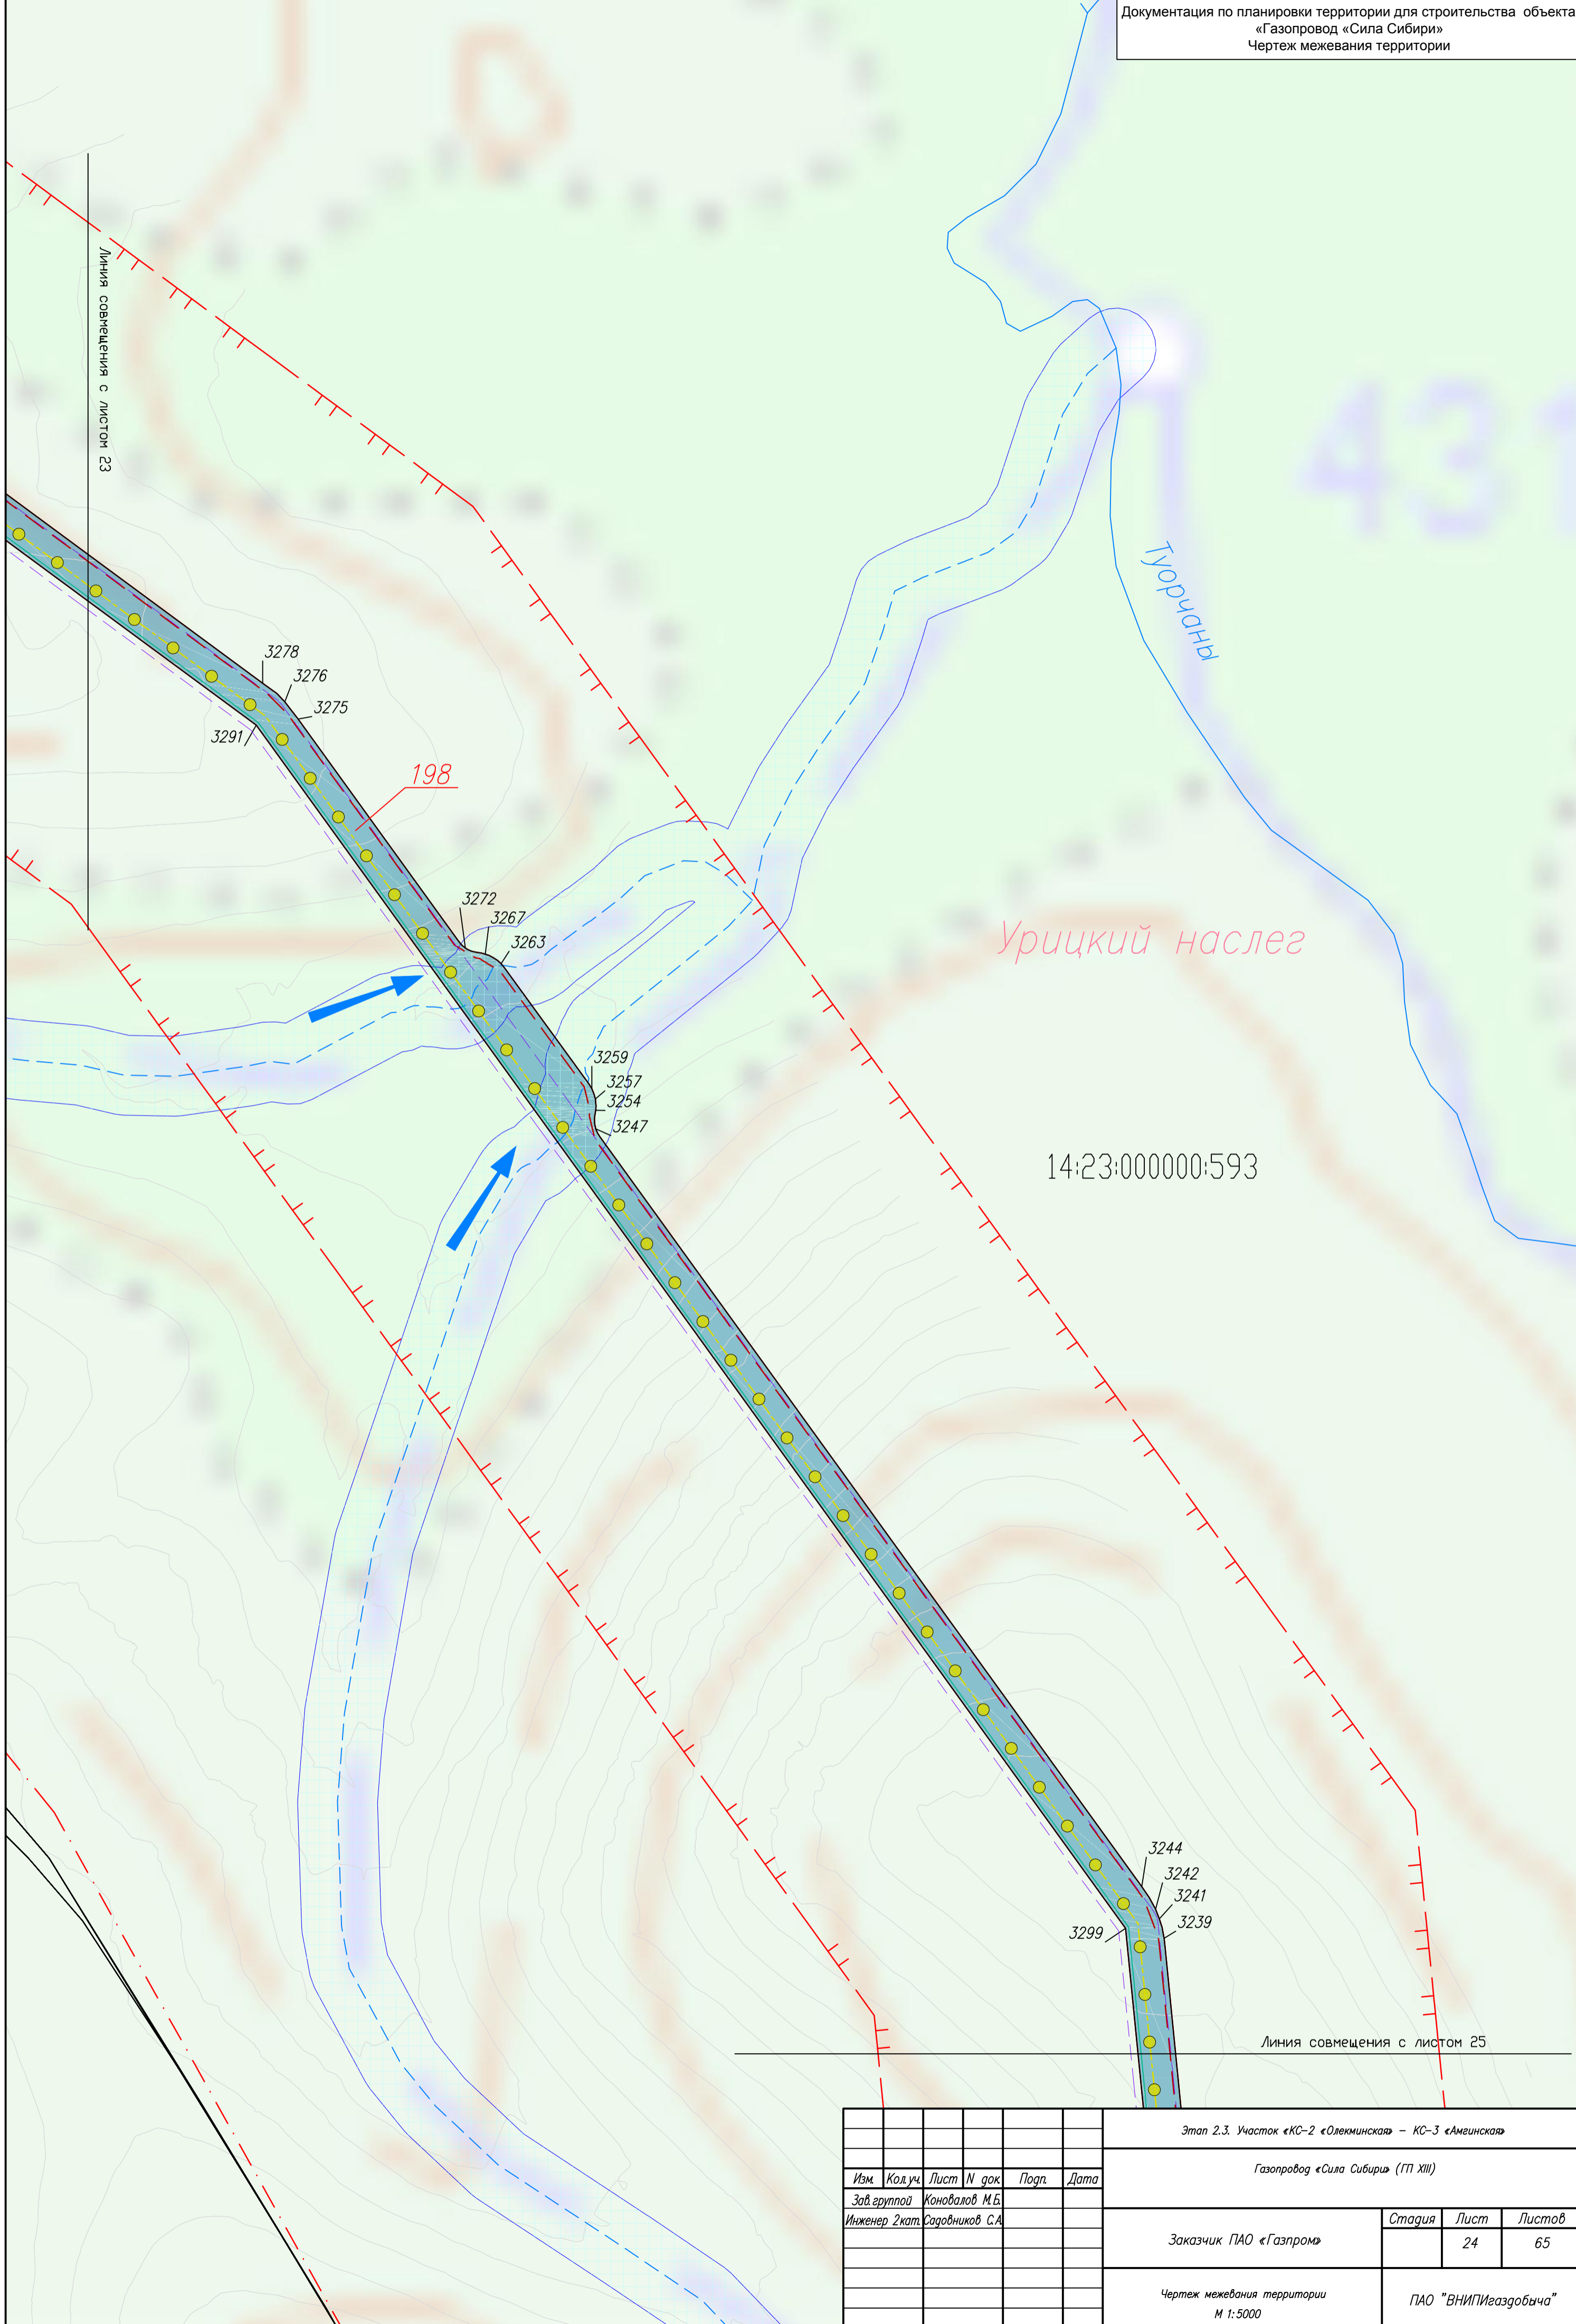 Документация по планировки территории для строительства объекта
«Газопровод «Сила Сибири»
Чертеж межевания территории
Линия совмещения с листом 23
431
Туорчаны
3278
3276
3275
3291
198
3272
3267
3263
Урицкий наслег
3259
3257
3254
3247
14:23:000000:593
3244
3242
3241
3239
3299
Линия совмещения с листом 25
Этап 2.3. Участок «КС-2 «Олекминская» – КС-3 «Амгинская»
Газопровод «Сила Сибири» (ГП XIII)
Изм. Кол.уч. Лист N док. Подп. Дата
Зав.группой Коновалов М.Б.
Инженер 2кат. Садовников С.А.
Заказчик ПАО «Газпром»
Стадия Лист Листов
24 65
Чертеж межевания территории
М 1:5000
ПАО "ВНИПИгаздобыча"